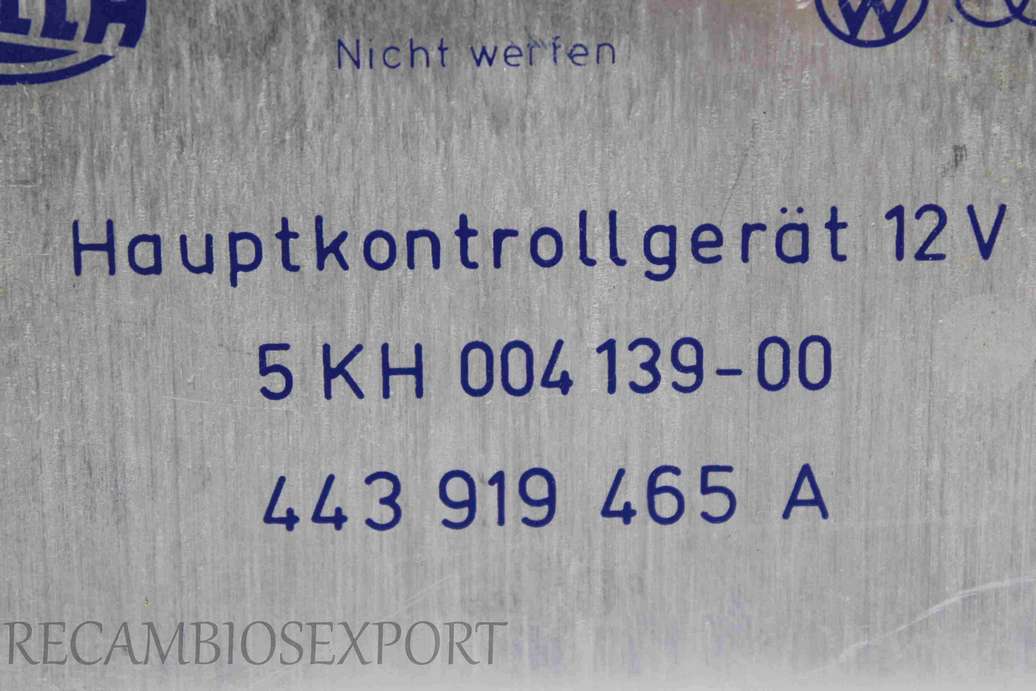 Nicht werfen
Hauptkontrollgerät 12 V
5 KH 004 139-00
443 919 465 A
RECAMBIOSEXPORT